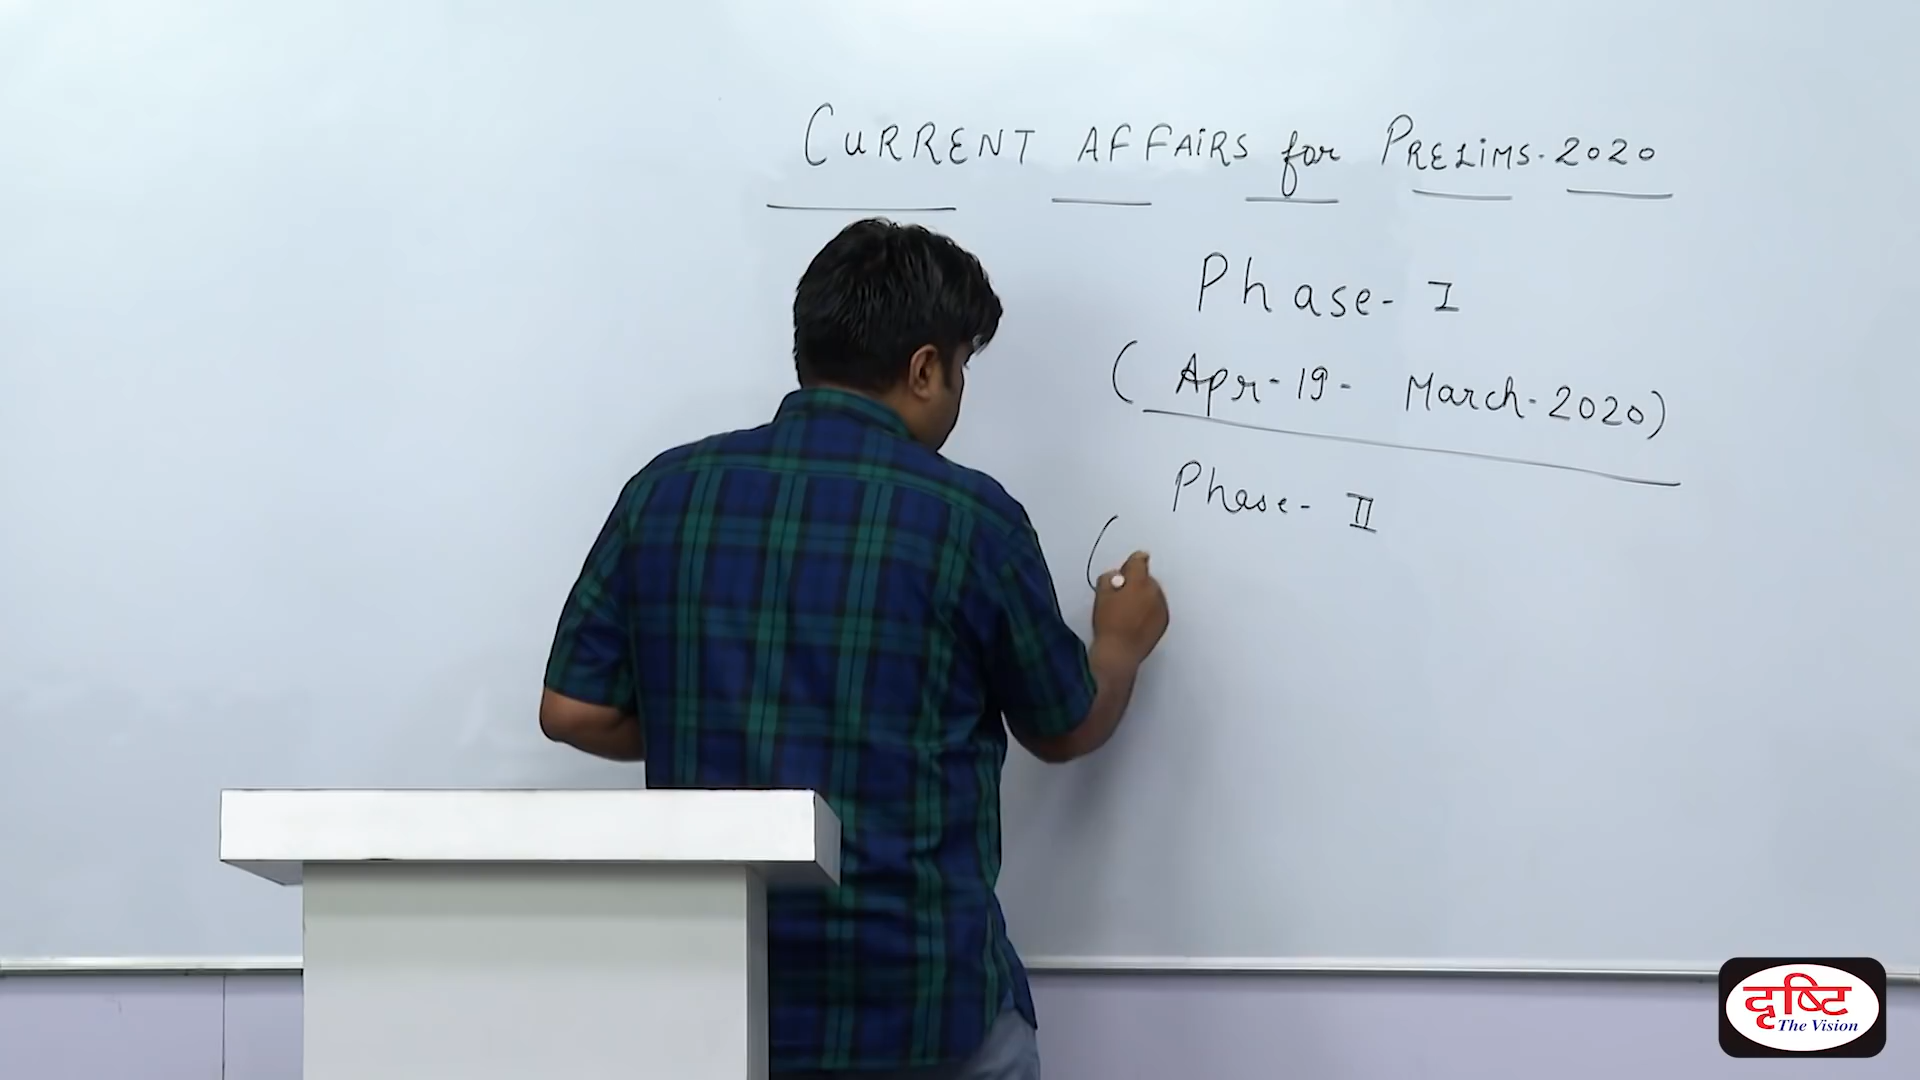 CURRENT AFFAIRS for PRELIMS-2020
Phase- I
(Apr-19- March-2020)
Phase- II
(
दृष्टि
The Vision